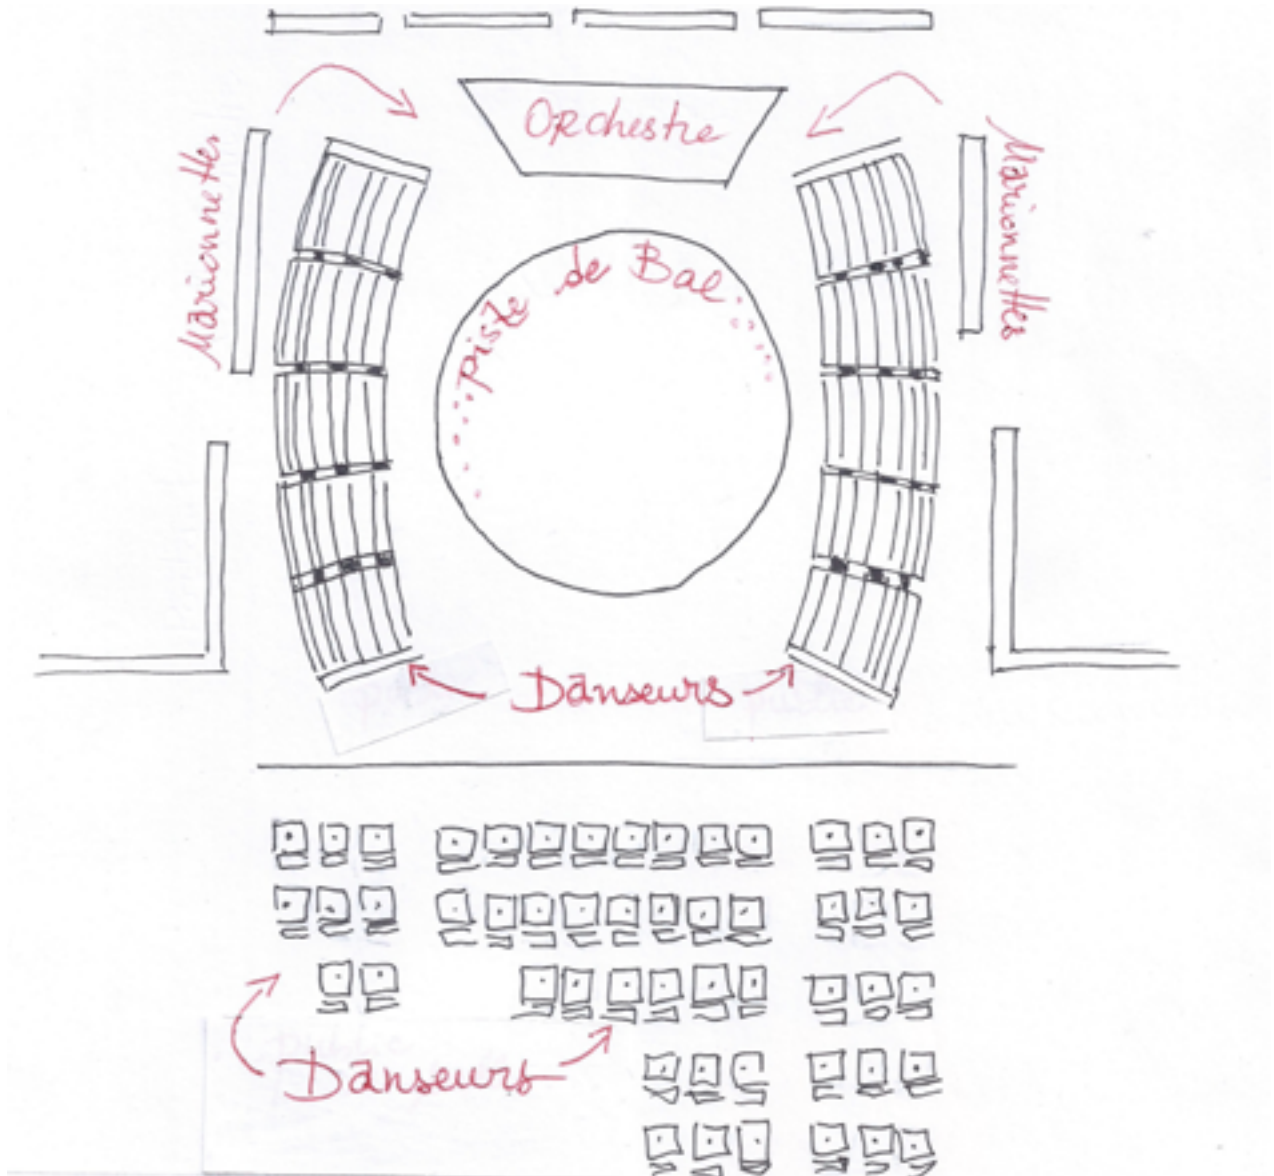 Orchestre
Marionnettes
Marionnettes
piste de Bal
Danseurs
Danseurs